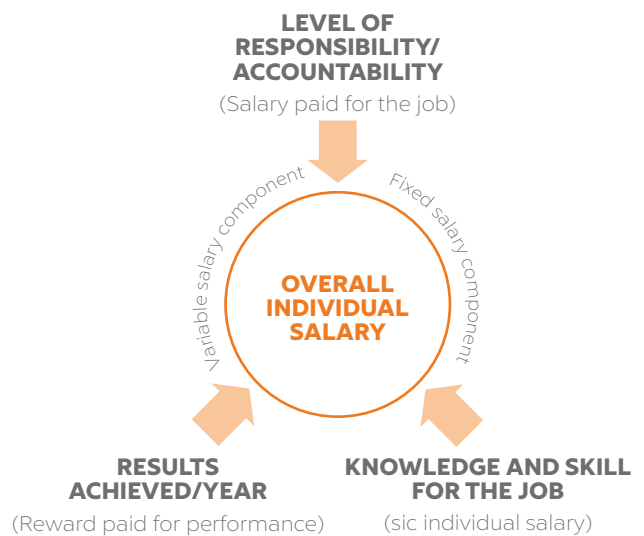 LEVEL OF
RESPONSIBILITY/
ACCOUNTABILITY
(Salary paid for the job)
Variable salary component
Fixed salary component
OVERALL
INDIVIDUAL
SALARY
RESULTS
ACHIEVED/YEAR
(Reward paid for performance)
KNOWLEDGE AND SKILL
FOR THE JOB
(sic individual salary)